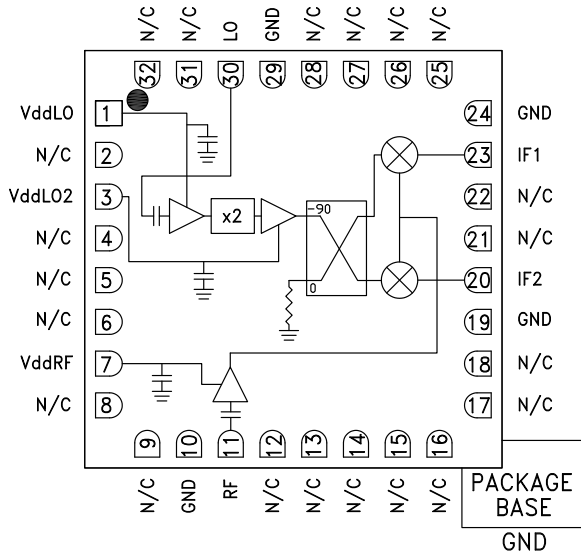 N/C N/C LO GND N/C N/C N/C N/C
32 31 30 29 28 27 26 25
VddLO 1
N/C 2
VddLO2 3
N/C 4
N/C 5
N/C 6
VddRF 7
N/C 8
x2
-90
0
24 GND
23 IF1
22 N/C
21 N/C
20 IF2
19 GND
18 N/C
17 N/C
9 10 11 12 13 14 15 16
N/C GND RF N/C N/C N/C N/C N/C
PACKAGE
BASE
GND